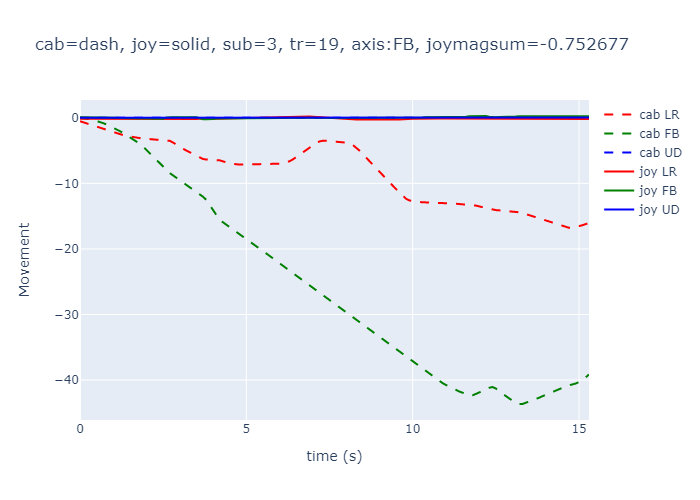 cab=dash, joy=solid, sub=3, tr=19, axis:FB, joymagsum=-0.752677
0
−10
−20
−30
−40
Movement
0
5
10
15
time (s)
cab LR
cab FB
cab UD
joy LR
joy FB
joy UD